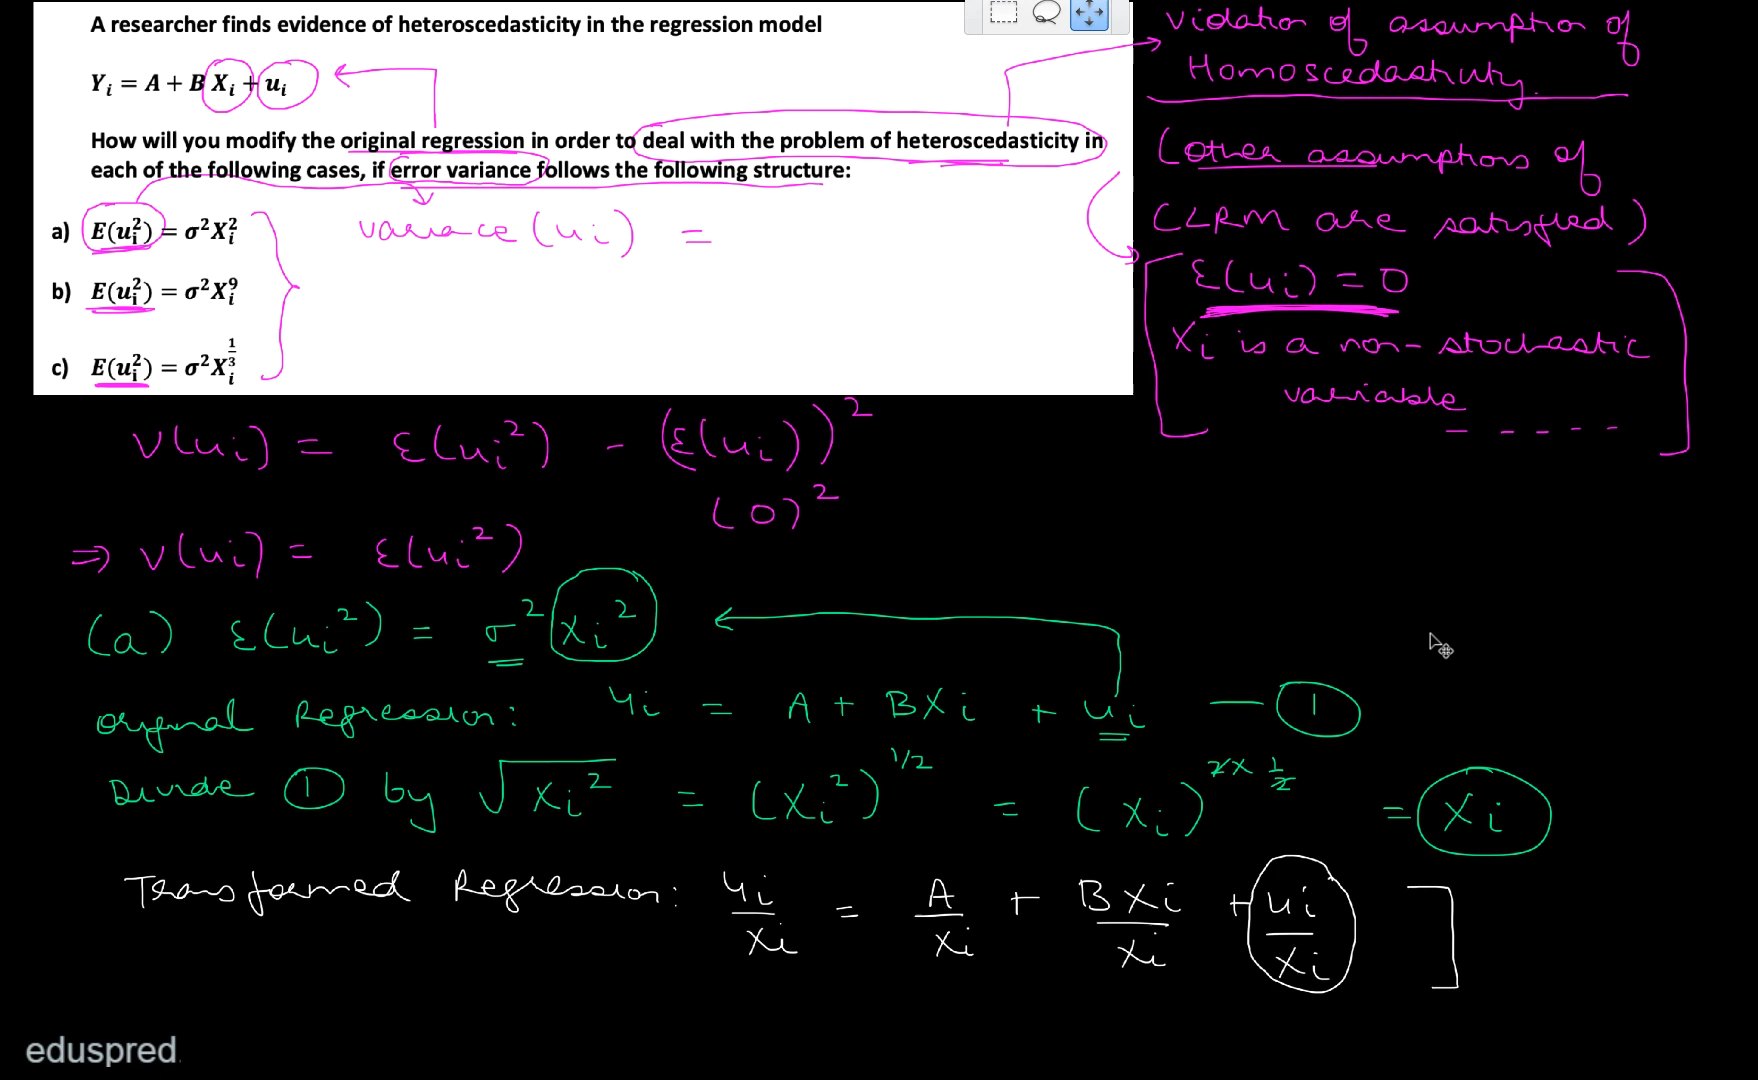 A researcher finds evidence of heteroscedasticity in the regression model
Yᵢ = A + B Xᵢ + uᵢ
How will you modify the original regression in order to deal with the problem of heteroscedasticity in
each of the following cases, if error variance follows the following structure:
a) E(uᵢ²) = σ²Xᵢ²
b) E(uᵢ²) = σ²Xᵢ⁹
c) E(uᵢ²) = σ²Xᵢ^(1/3)
variance (uᵢ) =
Violation of assumption of
Homoscedasticity.
(other assumptions of
CLRM are satisfied)
E(uᵢ) = 0
Xᵢ is a non-stochastic
variable
- - - - -
V(uᵢ) = E(uᵢ²) - (E(uᵢ))²
(0)²
⇒ V(uᵢ) = E(uᵢ²)
(a) E(uᵢ²) = σ² Xᵢ²
Original Regression: Yᵢ = A + BXᵢ + uᵢ — ①
Divide ① by √Xᵢ² = (Xᵢ²)^1/2 = (Xᵢ)^2×1/2 = Xᵢ
Transformed Regression: Yᵢ/Xᵢ = A/Xᵢ + BXᵢ/Xᵢ + uᵢ/Xᵢ ]
eduspred